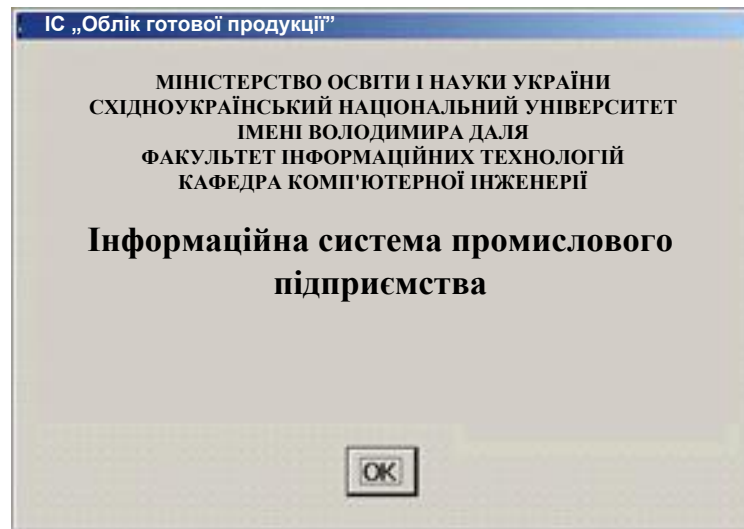 ІС „Облік готової продукції”
МІНІСТЕРСТВО ОСВІТИ І НАУКИ УКРАЇНИ
СХІДНОУКРАЇНСЬКИЙ НАЦІОНАЛЬНИЙ УНІВЕРСИТЕТ
ІМЕНІ ВОЛОДИМИРА ДАЛЯ
ФАКУЛЬТЕТ ІНФОРМАЦІЙНИХ ТЕХНОЛОГІЙ
КАФЕДРА КОМП'ЮТЕРНОЇ ІНЖЕНЕРІЇ
Інформаційна система промислового
підприємства
OK